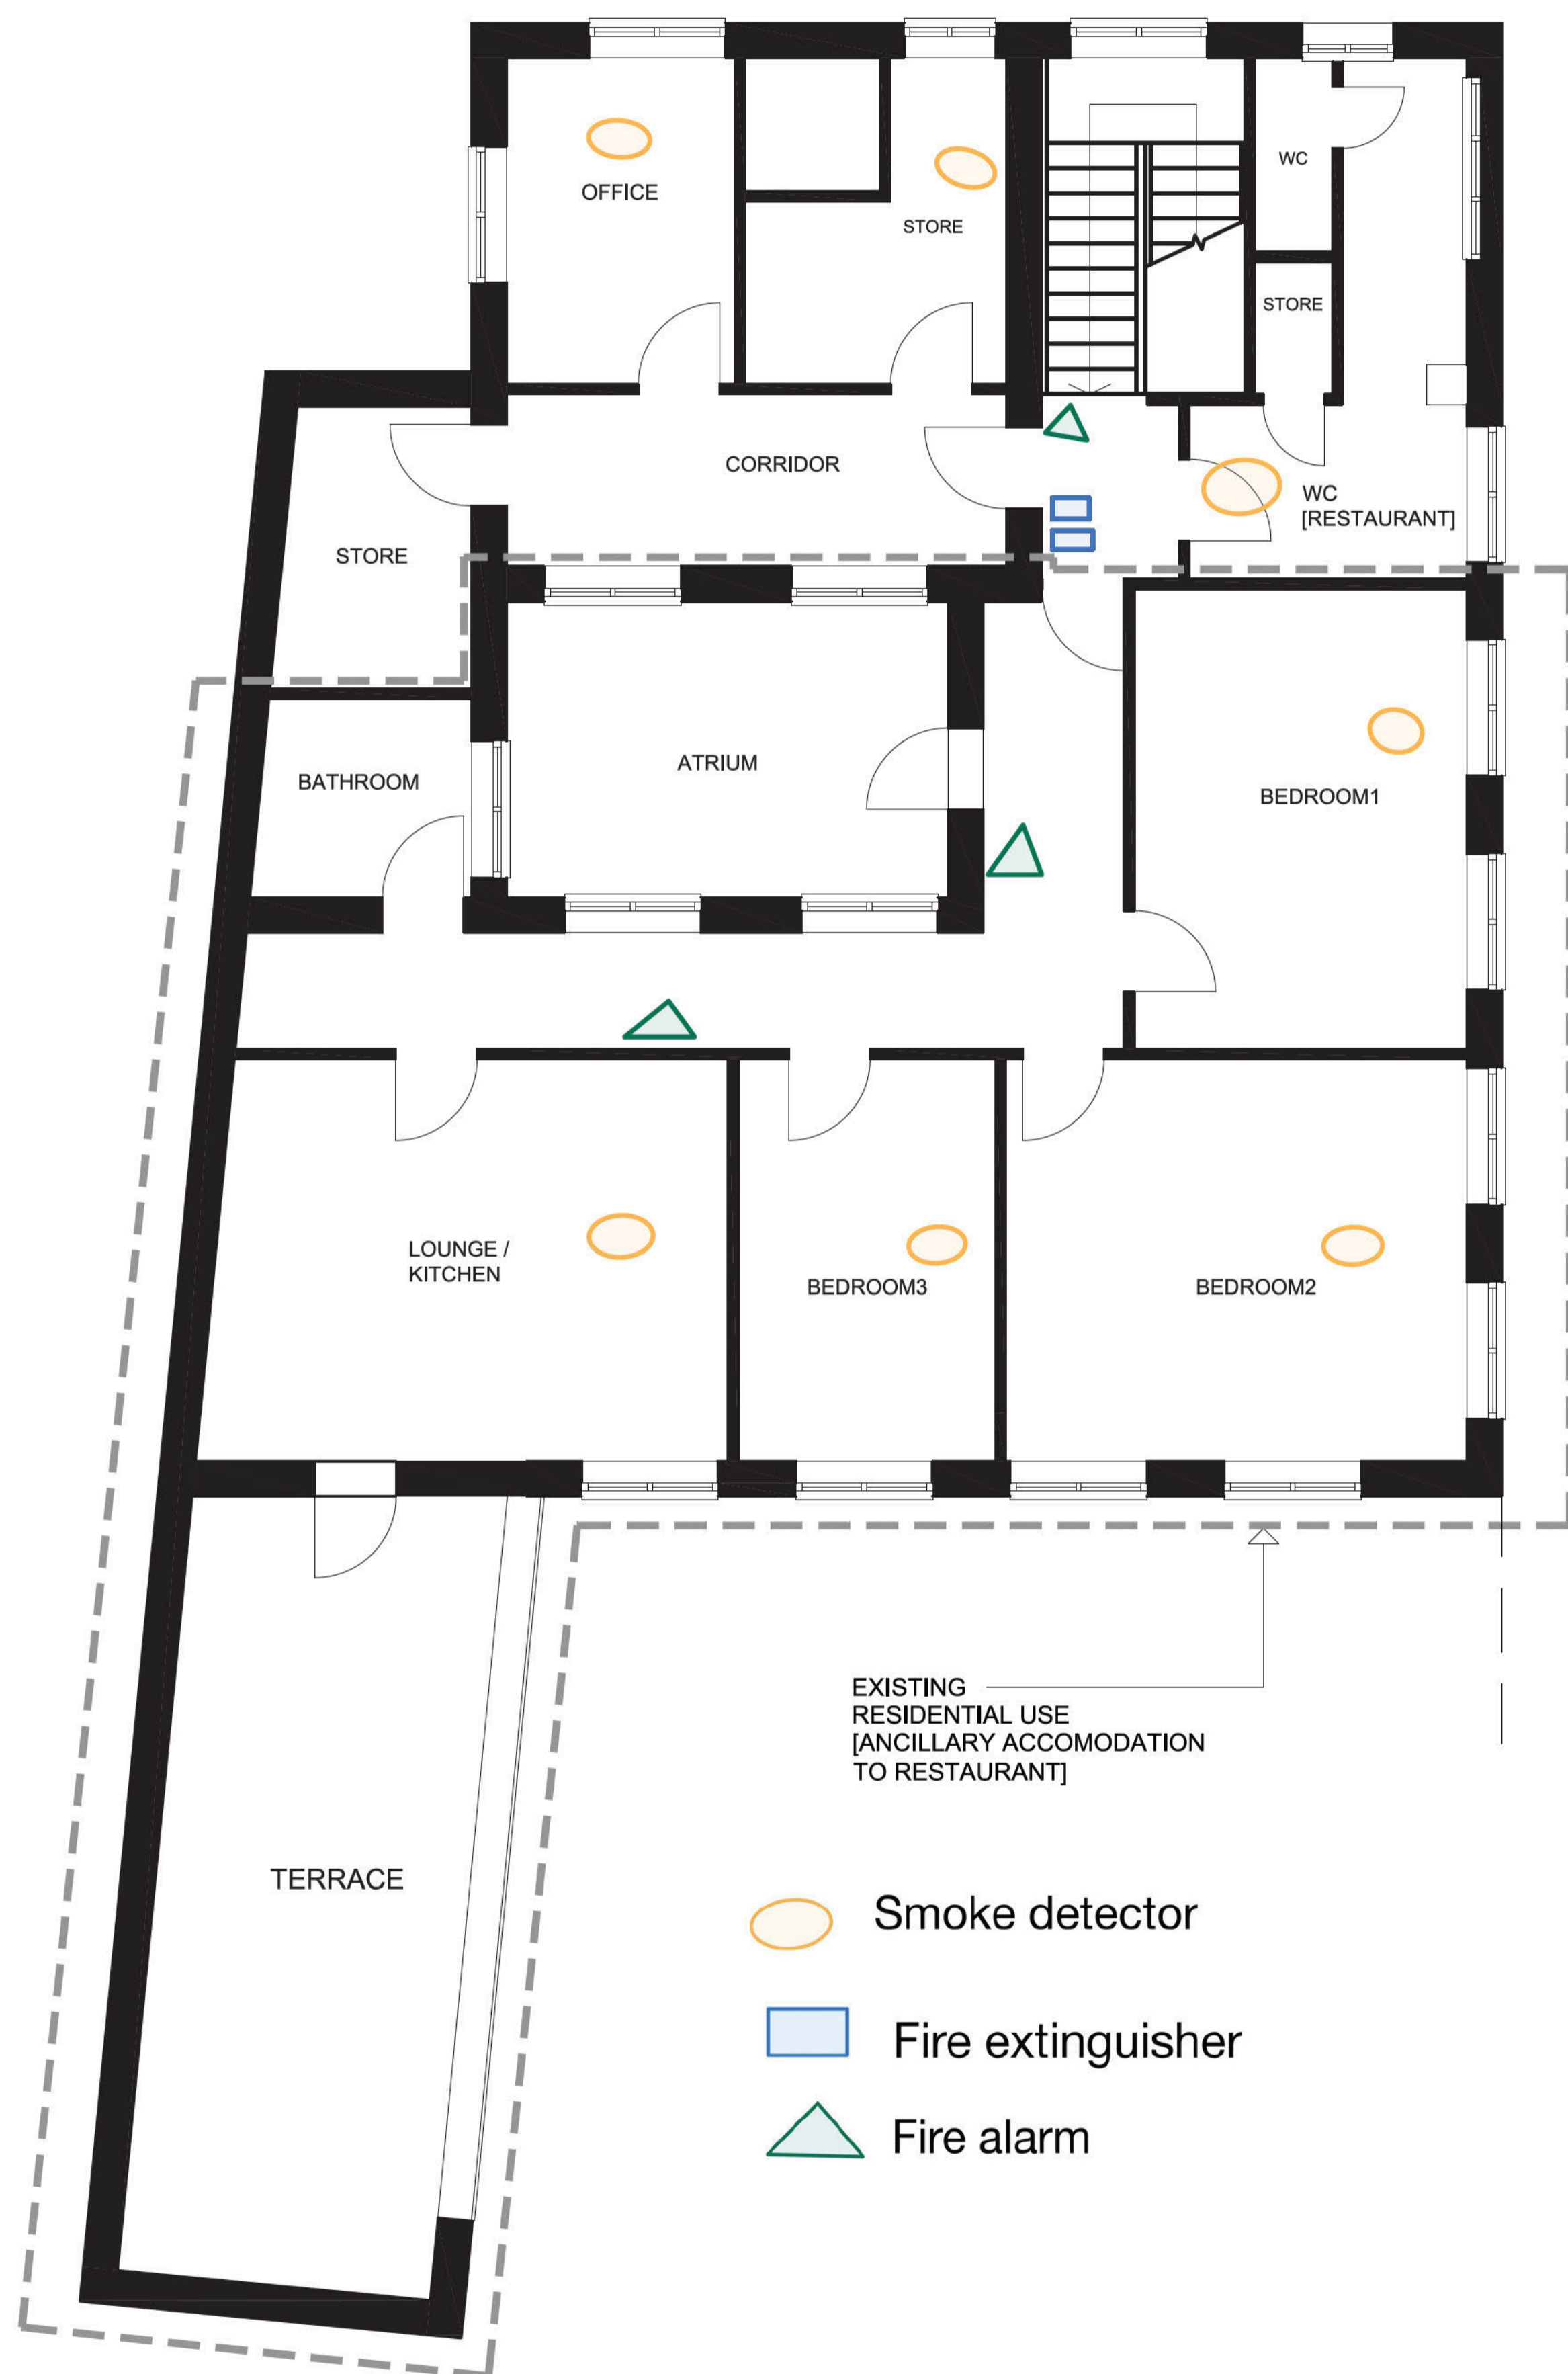 OFFICE
STORE
WC
STORE
CORRIDOR
WC
[RESTAURANT]
STORE
BATHROOM
ATRIUM
BEDROOM1
LOUNGE /
KITCHEN
BEDROOM3
BEDROOM2
EXISTING
RESIDENTIAL USE
[ANCILLARY ACCOMODATION
TO RESTAURANT]
TERRACE
Smoke detector
Fire extinguisher
Fire alarm